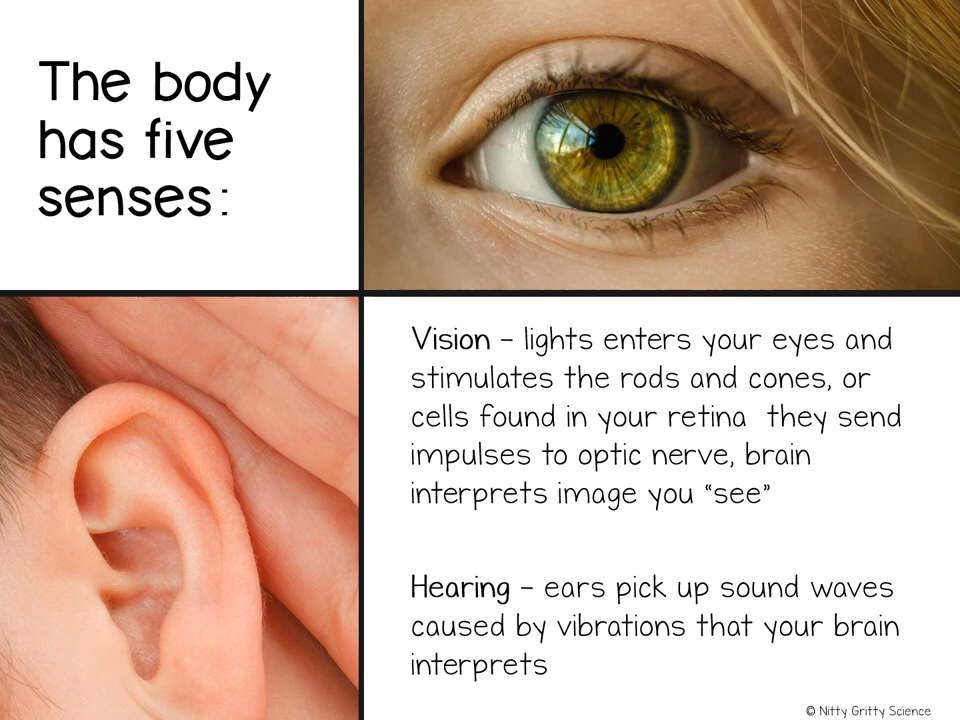 The body
has five
senses:
Vision - lights enters your eyes and
stimulates the rods and cones, or
cells found in your retina  they send
impulses to optic nerve, brain
interprets image you “see”
Hearing - ears pick up sound waves
caused by vibrations that your brain
interprets
© Nitty Gritty Science